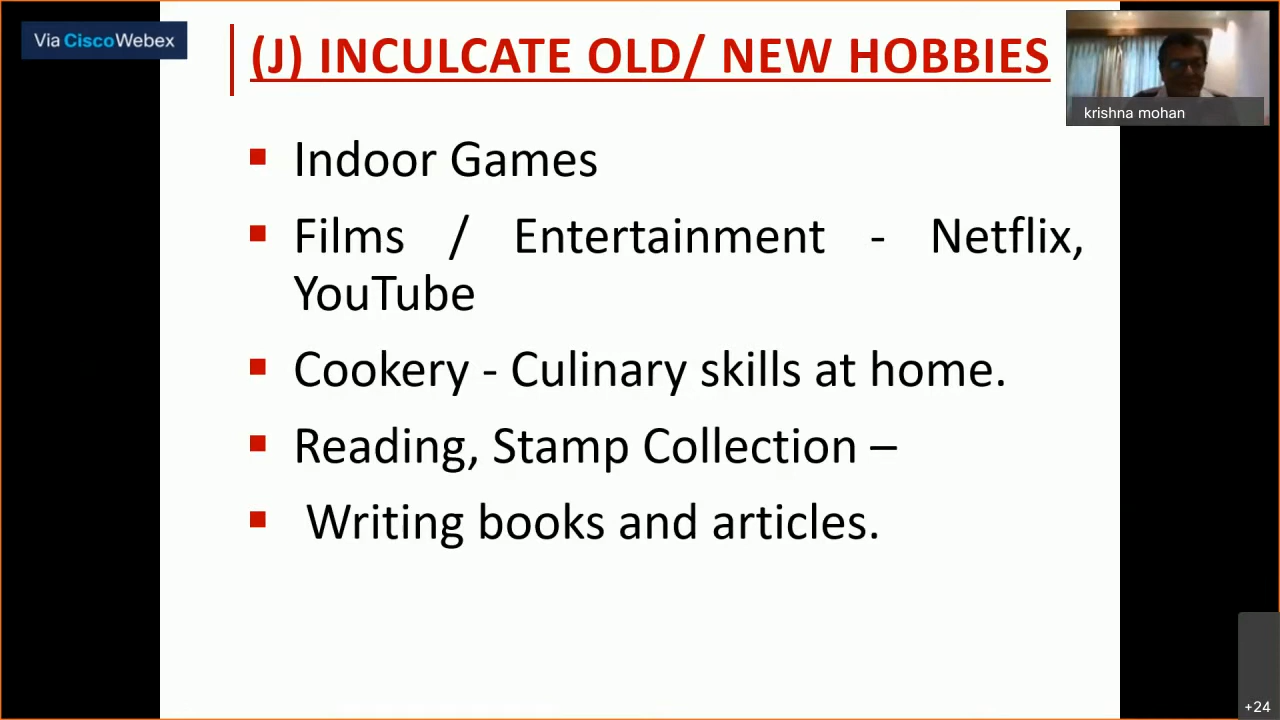 Via CiscoWebex
(J) INCULCATE OLD/ NEW HOBBIES
krishna mohan
Indoor Games
Films / Entertainment - Netflix,
YouTube
Cookery - Culinary skills at home.
Reading, Stamp Collection –
Writing books and articles.
+24